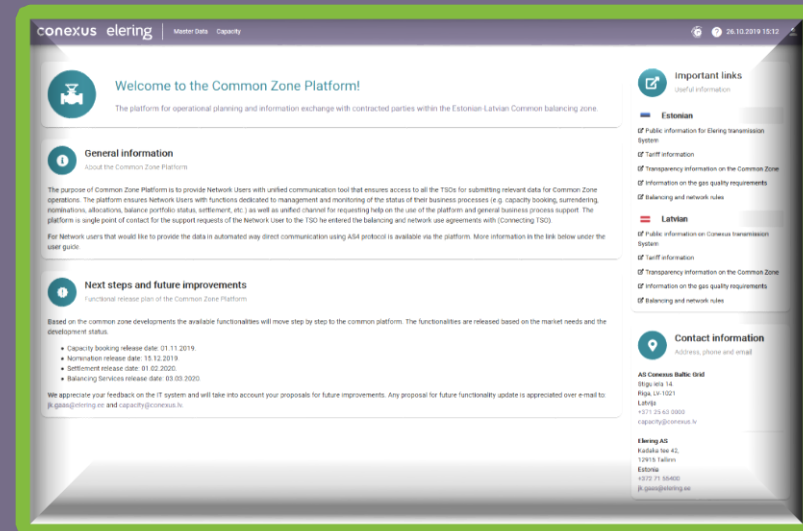 conexus elering Master Data Capacity 26.10.2019 15:12
Welcome to the Common Zone Platform!
The platform for operational planning and information exchange with contracted parties within the Estonian Latvian Common balancing zone.
General information
About the Common Zone Platform
The purpose of Common Zone Platform is to provide Network Users with unified communication tool that ensures access to all the TSOs for submitting relevant data for Common Zone
operations. The platform ensures Network Users with functions dedicated to management and monitoring of the status of their business processes (e.g. capacity booking, surrendering,
nominations, allocations, balance portfolio status, settlement, etc.) as well as unified channel for requesting help on the use of the platform and general business process support. The
platform is single point of contact for the support requests of the Network User to the TSO he entered the balancing and network use agreements with (Connecting TSO).
For Network users that would like to provide the data in automated way direct communication using AS4 protocol is available via the platform. More information in the link below under the
user guide.
Next steps and future improvements
Functional release plan of the Common Zone Platform
Based on the common zone developments the available functionalities will move step by step to the common platform. The functionalities are released based on the market needs and the
development status.
• Capacity booking release date: 01.11.2019.
• Nomination release date: 15.12.2019
• Settlement release date: 01.02.2020.
• Balancing Services release date: 03.03.2020.
We appreciate your feedback on the IT system and will take into account your proposals for future improvements. Any proposal for future functionality update is appreciated over e-mail to:
jk.gaas@elering.ee and capacity@conexus.lv.
Important links
Useful information
Estonian
Public information for Elering transmission
System
Tariff information
Transparency information on the Common Zone
Information on the gas quality requirements
Balancing and network rules
Latvian
Public information on Conexus transmission
System
Tariff information
Transparency information on the Common Zone
Information on the gas quality requirements
Balancing and network rules
Contact information
Address, phone and email
AS Conexus Baltic Grid
Stigu iela 14
Riga, LV-1021
Latvija
capacity@conexus.lv
Elering AS
Kadaka tee 42,
12915 Tallinn
Estonia
+372 71 58400
jk.gaas@elering.ee